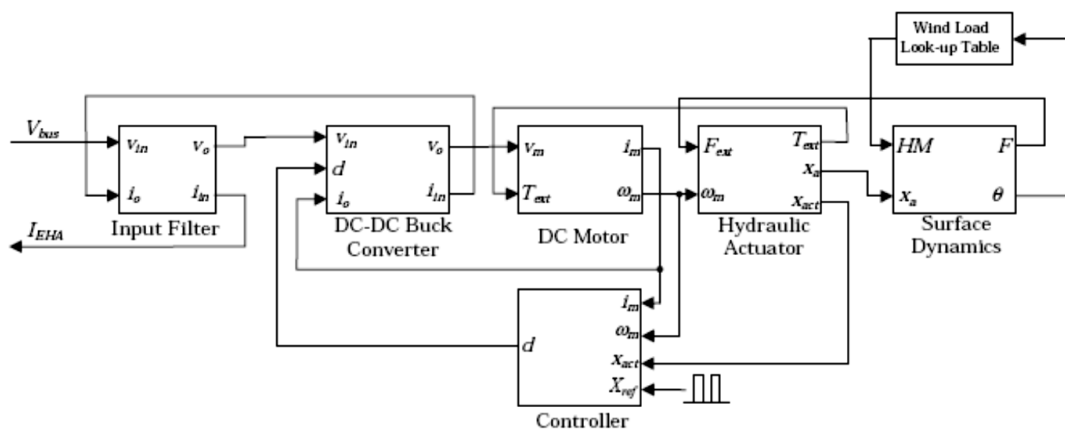 Wind Load
Look-up Table
V_bus
v_in
v_o
i_o
i_in
Input Filter
I_EHA
v_in
v_o
d
i_o
i_in
DC-DC Buck
Converter
v_m
i_m
T_ext
ω_m
DC Motor
F_ext
T_ext
x_a
ω_m
x_act
Hydraulic
Actuator
HM
F
x_a
θ
Surface
Dynamics
i_m
ω_m
d
x_act
X_ref
Controller